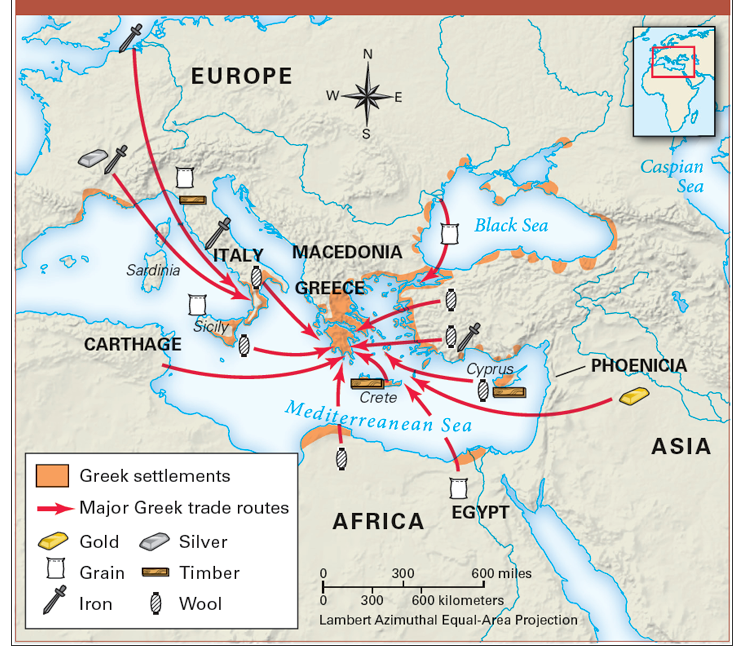 EUROPE
N
W
E
S
Caspian
Sea
Black Sea
ITALY
MACEDONIA
Sardinia
GREECE
Sicily
CARTHAGE
Cyprus
PHOENICIA
Crete
Mediterranean Sea
ASIA
AFRICA
EGYPT
Greek settlements
Major Greek trade routes
Gold
Silver
Grain
Timber
Iron
Wool
0 300 600 miles
0 300 600 kilometers
Lambert Azimuthal Equal-Area Projection